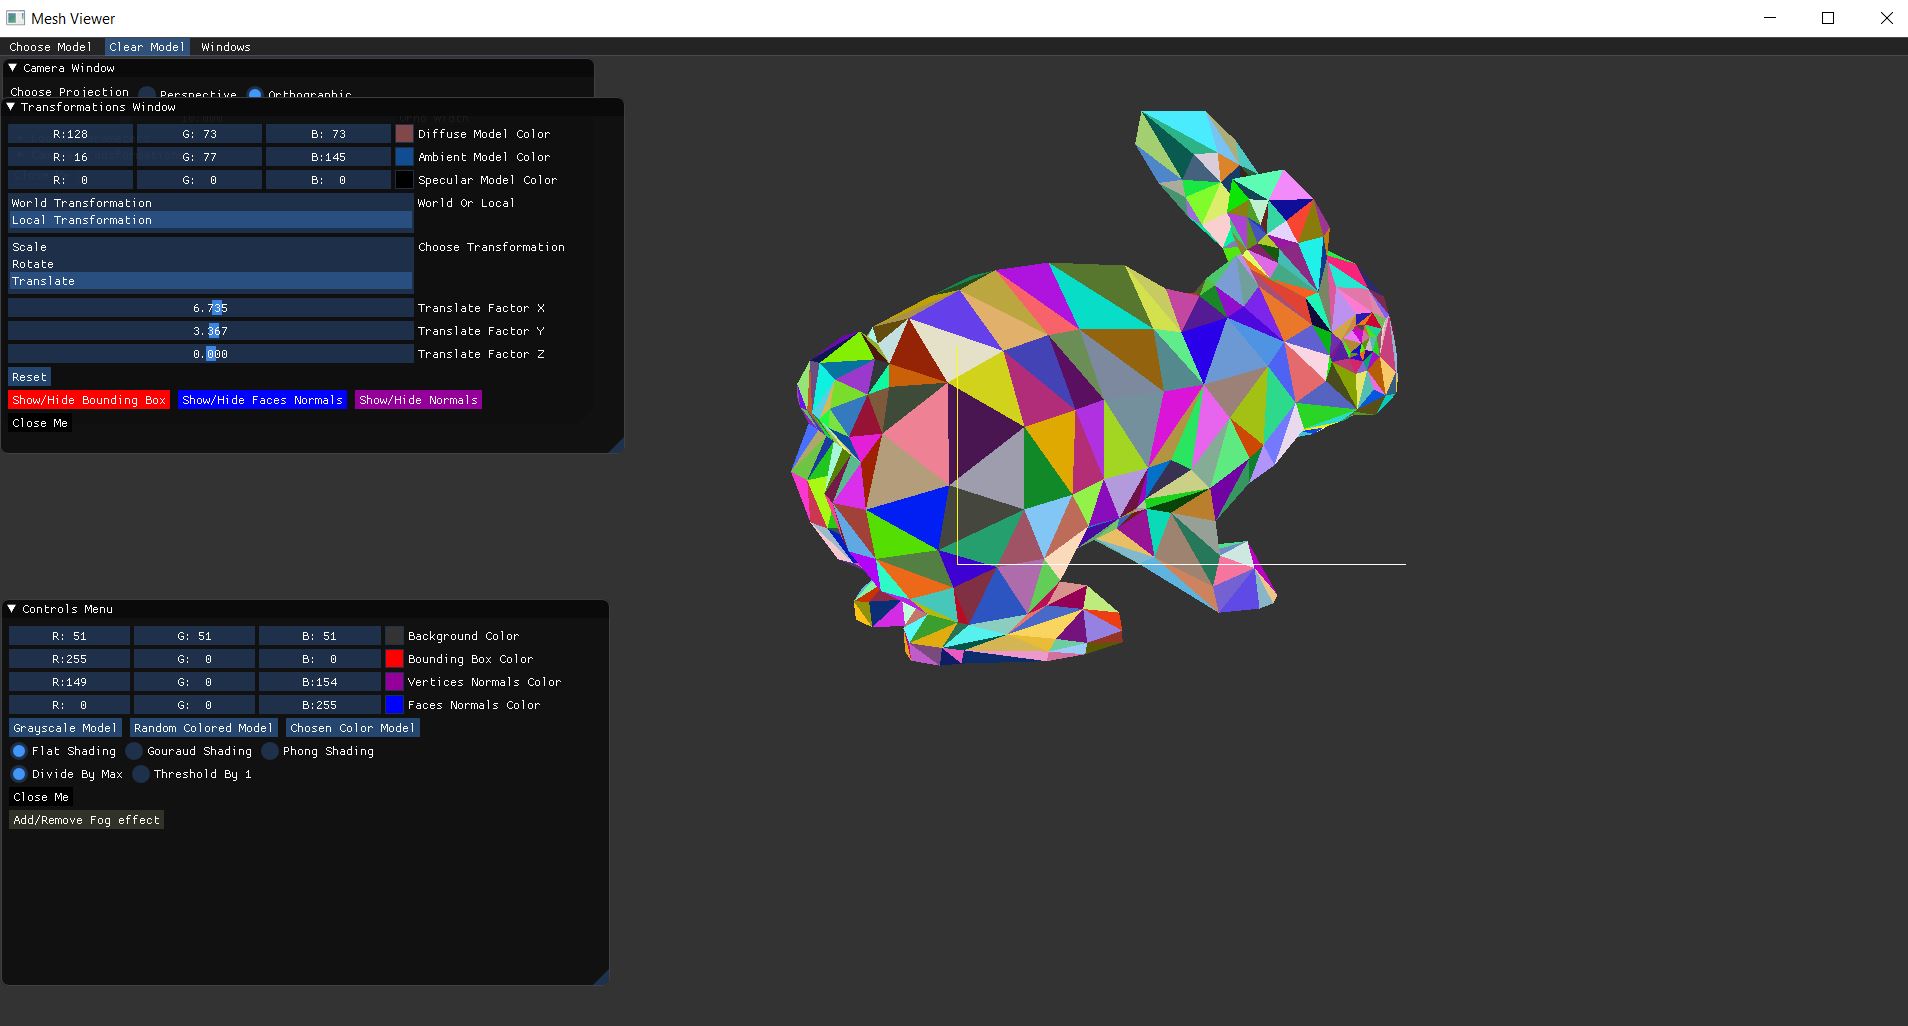 Mesh Viewer
Choose Model Clear Model Windows
Camera Window
Choose Projection Perspective Orthographic
Transformations Window
R:128 G: 73 B: 73 Diffuse Model Color
R: 16 G: 77 B:145 Ambient Model Color
R: 0 G: 0 B: 0 Specular Model Color
World Transformation World Or Local
Local Transformation
Scale Choose Transformation
Rotate
Translate
6.735 Translate Factor X
3.367 Translate Factor Y
0.000 Translate Factor Z
Reset
Show/Hide Bounding Box Show/Hide Faces Normals Show/Hide Normals
Close Me
Controls Menu
R: 51 G: 51 B: 51 Background Color
R:255 G: 0 B: 0 Bounding Box Color
R:149 G: 0 B:154 Vertices Normals Color
R: 0 G: 0 B:255 Faces Normals Color
Grayscale Model Random Colored Model Chosen Color Model
Flat Shading Gouraud Shading Phong Shading
Divide By Max Threshold By 1
Close Me
Add/Remove Fog effect